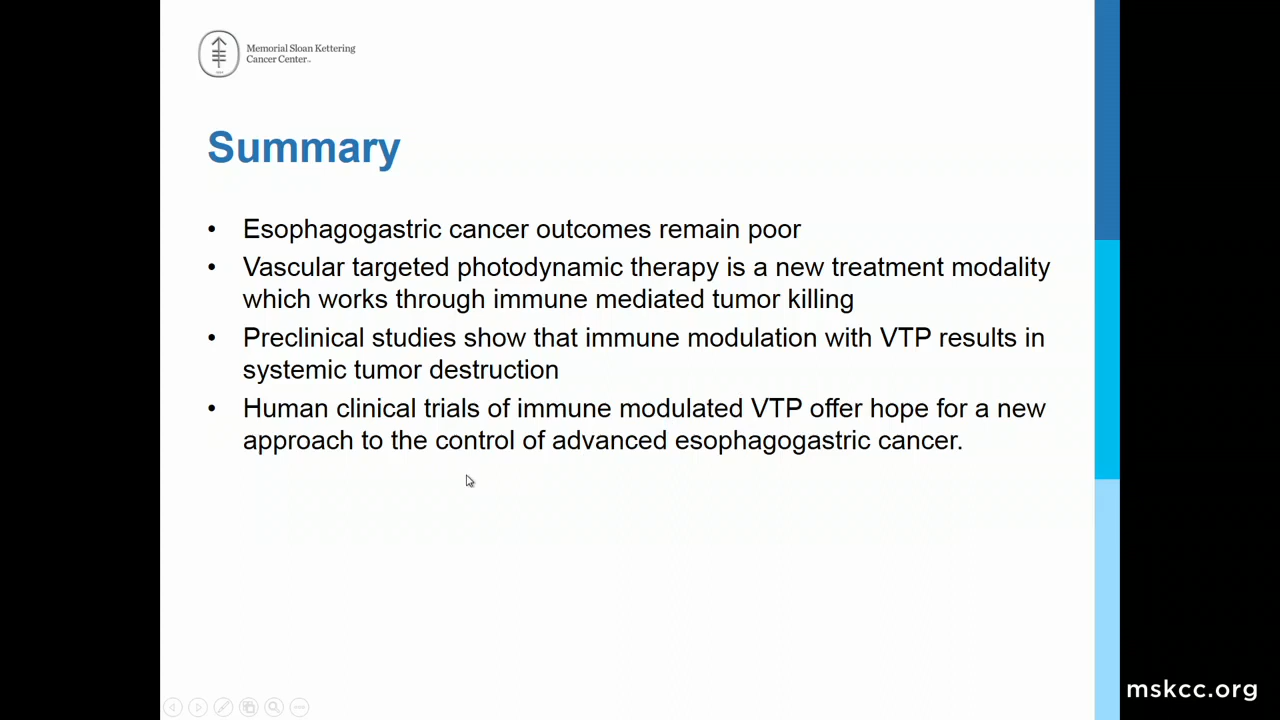 Memorial Sloan Kettering
Cancer Center
Summary
• Esophagogastric cancer outcomes remain poor
• Vascular targeted photodynamic therapy is a new treatment modality
which works through immune mediated tumor killing
• Preclinical studies show that immune modulation with VTP results in
systemic tumor destruction
• Human clinical trials of immune modulated VTP offer hope for a new
approach to the control of advanced esophagogastric cancer.
mskcc.org